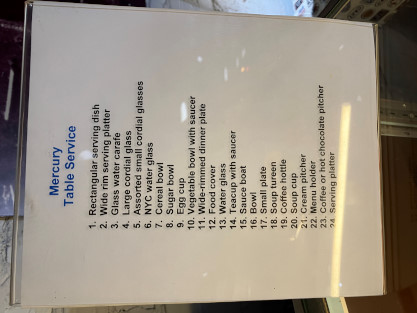 Mercury
Table Service
1. Rectangular serving dish
2. Wide rim serving platter
3. Glass water carafe
4. Large cordial glass
5. Assorted small cordial glasses
6. NYC water glass
7. Cereal bowl
8. Sugar bowl
9. Egg cup
10. Vegetable bowl with saucer
11. Wide-rimmed dinner plate
12. Food cover
13. Water glass
14. Teacup with saucer
15. Sauce boat
16. Bowl
17. Small plate
18. Soup tureen
19. Coffee bottle
20. Soup cup
21. Cream pitcher
22. Menu holder
23. Coffee or hot chocolate pitcher
24. Serving platter